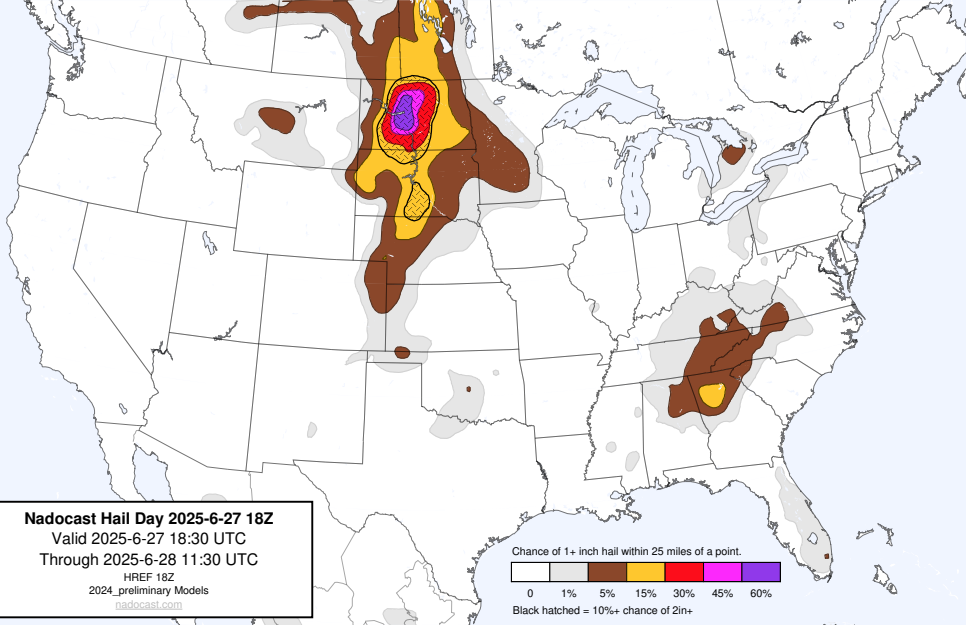 Nadocast Hail Day 2025-6-27 18Z
Valid 2025-6-27 18:30 UTC
Through 2025-6-28 11:30 UTC
HREF 18Z
2024_preliminary Models
nadocast.com
Chance of 1+ inch hail within 25 miles of a point.
0 1% 5% 15% 30% 45% 60%
Black hatched = 10%+ chance of 2in+